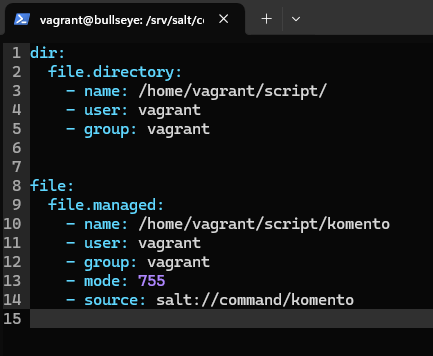 vagrant@bullseye: /srv/salt/c
1 dir:
2   file.directory:
3     - name: /home/vagrant/script/
4     - user: vagrant
5     - group: vagrant
6
7
8 file:
9   file.managed:
10     - name: /home/vagrant/script/komento
11     - user: vagrant
12     - group: vagrant
13     - mode: 755
14     - source: salt://command/komento
15